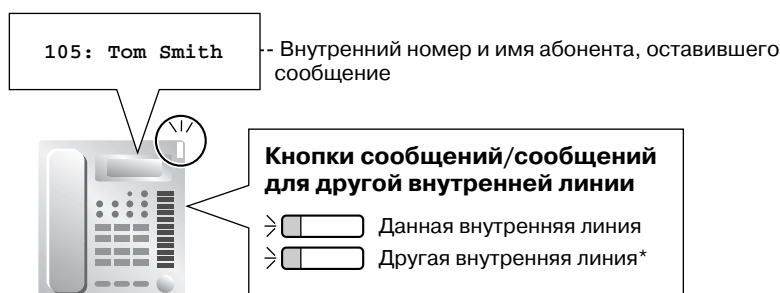 105: Tom Smith
Внутренний номер и имя абонента, оставившего
сообщение
Кнопки сообщений/сообщений
для другой внутренней линии
Данная внутренняя линия
Другая внутренняя линия*